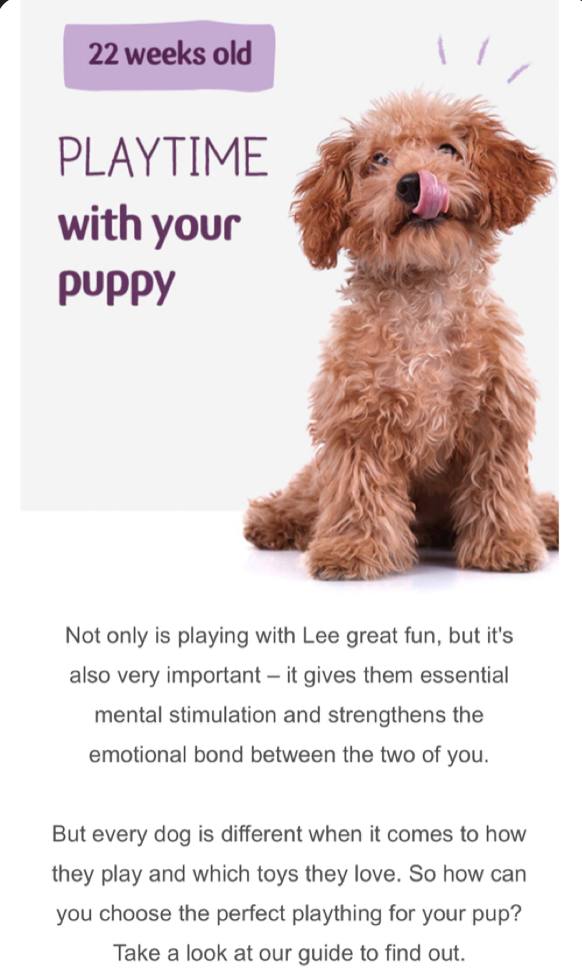 22 weeks old
PLAYTIME
with your
puppy
Not only is playing with Lee great fun, but it's
also very important – it gives them essential
mental stimulation and strengthens the
emotional bond between the two of you.
But every dog is different when it comes to how
they play and which toys they love. So how can
you choose the perfect plaything for your pup?
Take a look at our guide to find out.